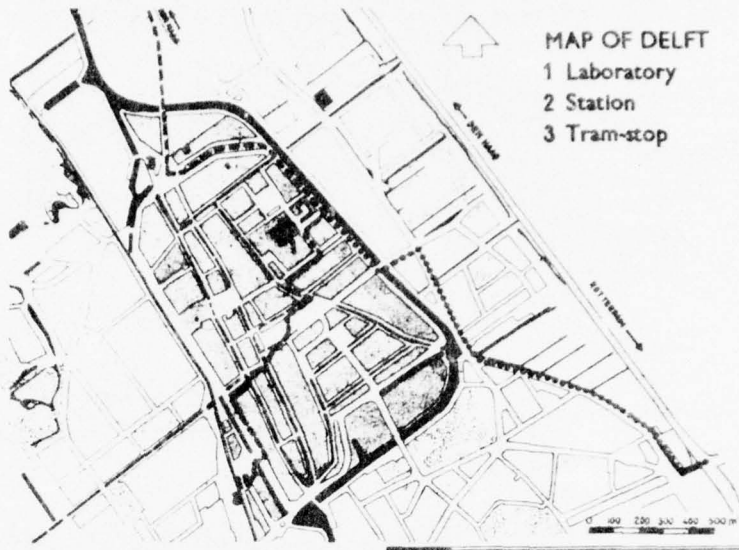 MAP OF DELFT
1 Laboratory
2 Station
3 Tram-stop
DEN HAAG
ROTTERDAM
0 100 200 300 400 500 m